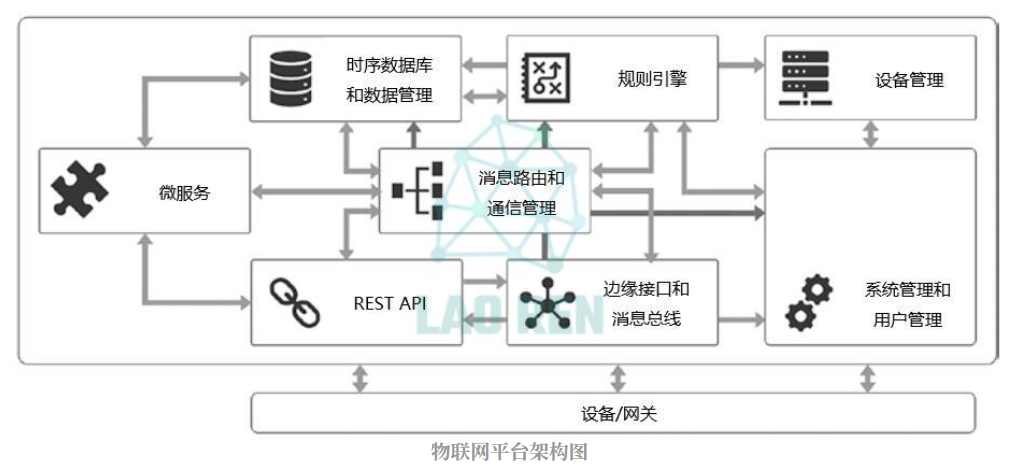 时序数据库
和数据管理
规则引擎
设备管理
微服务
消息路由和
通信管理
REST API
边缘接口和
消息总线
系统管理和
用户管理
LAO REN
设备/网关
物联网平台架构图